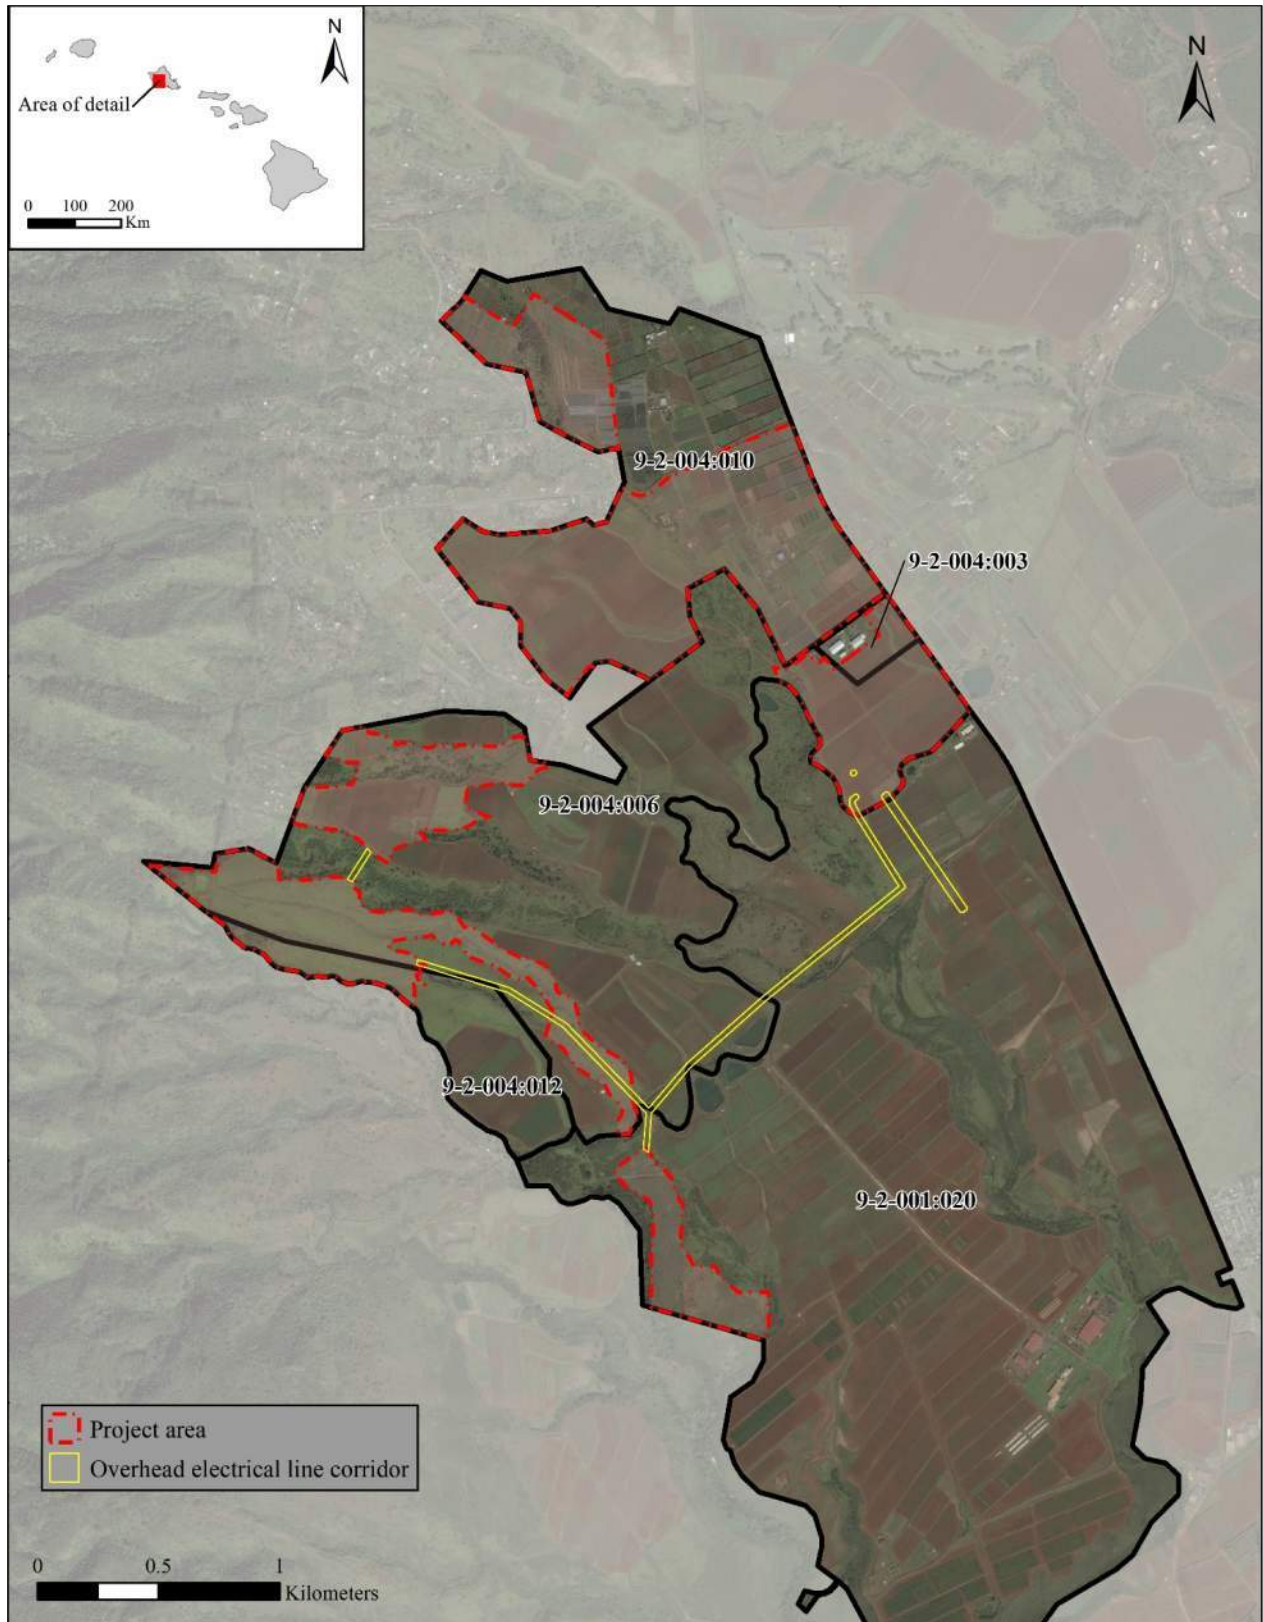 N
Area of detail
0 100 200
Km
N
9-2-004:010
9-2-004:003
9-2-004:006
9-2-004:012
9-2-001:020
Project area
Overhead electrical line corridor
0 0.5 1
Kilometers